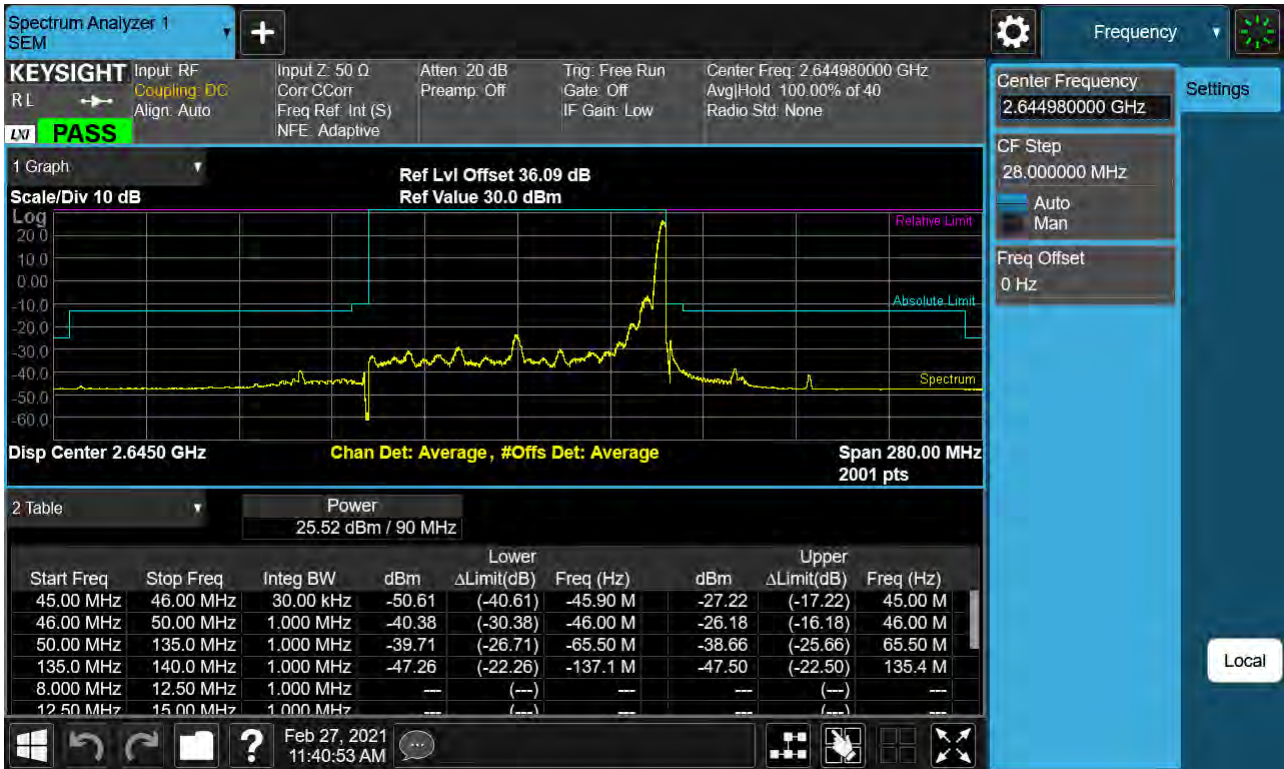 Spectrum Analyzer 1
SEM
+
Frequency
KEYSIGHT
R L
LXI
PASS
Input: RF
Coupling: DC
Align: Auto
Input Z: 50 Ω
Corr CCorr
Freq Ref: Int (S)
NFE: Adaptive
Atten: 20 dB
Preamp: Off
Trig: Free Run
Gate: Off
IF Gain: Low
Center Freq: 2.644980000 GHz
Avg|Hold: 100.00% of 40
Radio Std: None
Center Frequency
2.644980000 GHz
Settings
CF Step
28.000000 MHz
Auto
Man
Freq Offset
0 Hz
Local
1 Graph
Ref Lvl Offset 36.09 dB
Scale/Div 10 dB
Ref Value 30.0 dBm
Log
Relative Limit
20.0
10.0
0.00
-10.0
Absolute Limit
-20.0
-30.0
-40.0
Spectrum
-50.0
-60.0
Disp Center 2.6450 GHz
Chan Det: Average, #Offs Det: Average
Span 280.00 MHz
2001 pts
2 Table
Power
25.52 dBm / 90 MHz
Lower Upper
Start Freq Stop Freq Integ BW dBm ΔLimit(dB) Freq (Hz) dBm ΔLimit(dB) Freq (Hz)
45.00 MHz 46.00 MHz 30.00 kHz -50.61 (-40.61) -45.90 M -27.22 (-17.22) 45.00 M
46.00 MHz 50.00 MHz 1.000 MHz -40.38 (-30.38) -46.00 M -26.18 (-16.18) 46.00 M
50.00 MHz 135.0 MHz 1.000 MHz -39.71 (-26.71) -65.50 M -38.66 (-25.66) 65.50 M
135.0 MHz 140.0 MHz 1.000 MHz -47.26 (-22.26) -137.1 M -47.50 (-22.50) 135.4 M
8.000 MHz 12.50 MHz 1.000 MHz --- (---) --- --- (---) ---
12.50 MHz 15.00 MHz 1.000 MHz --- (---) --- --- (---) ---
?
Feb 27, 2021
11:40:53 AM